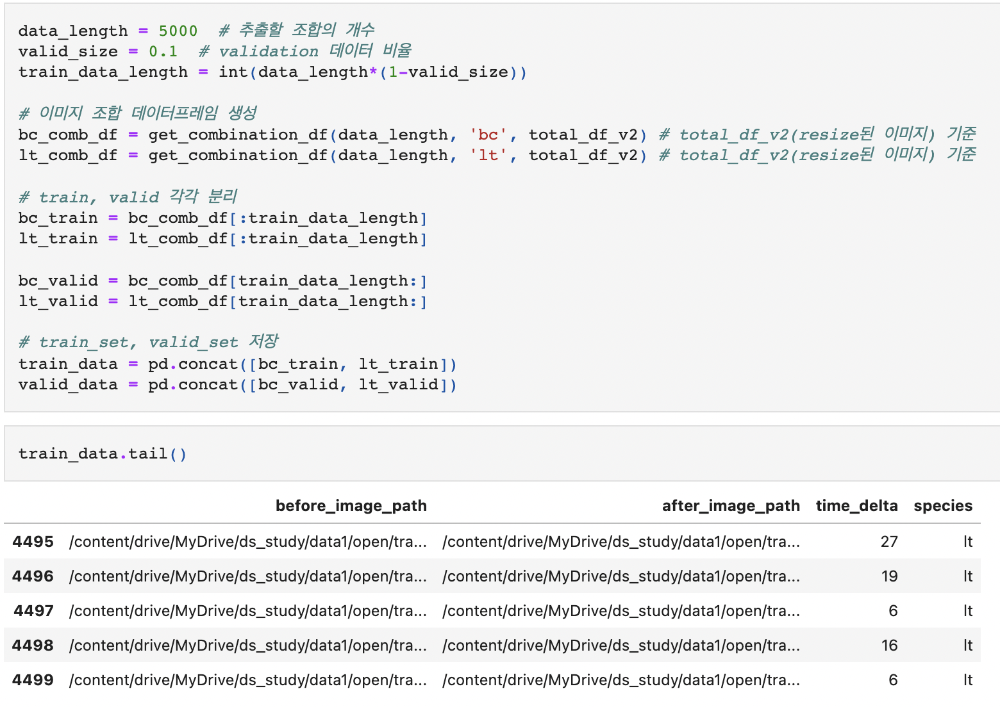 data_length = 5000  # 추출할 조합의 개수
valid_size = 0.1  # validation 데이터 비율
train_data_length = int(data_length*(1-valid_size))
# 이미지 조합 데이터프레임 생성
bc_comb_df = get_combination_df(data_length, 'bc', total_df_v2) # total_df_v2(resize된 이미지) 기준
lt_comb_df = get_combination_df(data_length, 'lt', total_df_v2) # total_df_v2(resize된 이미지) 기준
# train, valid 각각 분리
bc_train = bc_comb_df[:train_data_length]
lt_train = lt_comb_df[:train_data_length]
bc_valid = bc_comb_df[train_data_length:]
lt_valid = lt_comb_df[train_data_length:]
# train_set, valid_set 저장
train_data = pd.concat([bc_train, lt_train])
valid_data = pd.concat([bc_valid, lt_valid])
train_data.tail()
before_image_path after_image_path time_delta species
4495 /content/drive/MyDrive/ds_study/data1/open/tra... /content/drive/MyDrive/ds_study/data1/open/tra... 27 lt
4496 /content/drive/MyDrive/ds_study/data1/open/tra... /content/drive/MyDrive/ds_study/data1/open/tra... 19 lt
4497 /content/drive/MyDrive/ds_study/data1/open/tra... /content/drive/MyDrive/ds_study/data1/open/tra... 6 lt
4498 /content/drive/MyDrive/ds_study/data1/open/tra... /content/drive/MyDrive/ds_study/data1/open/tra... 16 lt
4499 /content/drive/MyDrive/ds_study/data1/open/tra... /content/drive/MyDrive/ds_study/data1/open/tra... 6 lt